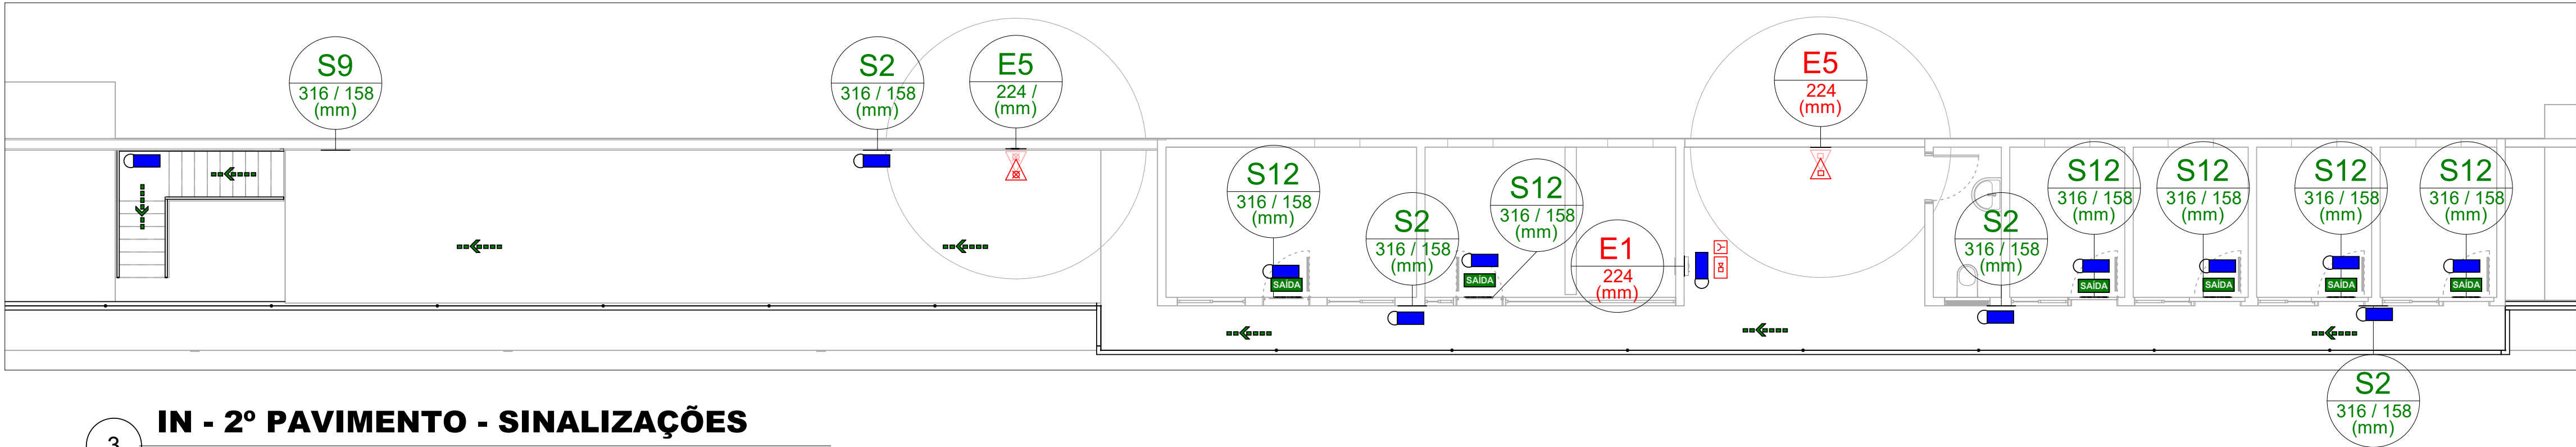 S9
316 / 158
(mm)
S2
316 / 158
(mm)
E5
224 /
(mm)
E5
224
(mm)
S12
316 / 158
(mm)
S2
316 / 158
(mm)
S12
316 / 158
(mm)
E1
224
(mm)
S2
316 / 158
(mm)
S12
316 / 158
(mm)
S12
316 / 158
(mm)
S12
316 / 158
(mm)
S12
316 / 158
(mm)
SAÍDA
SAÍDA
SAÍDA
SAÍDA
SAÍDA
SAÍDA
S2
316 / 158
(mm)
3
IN - 2º PAVIMENTO - SINALIZAÇÕES